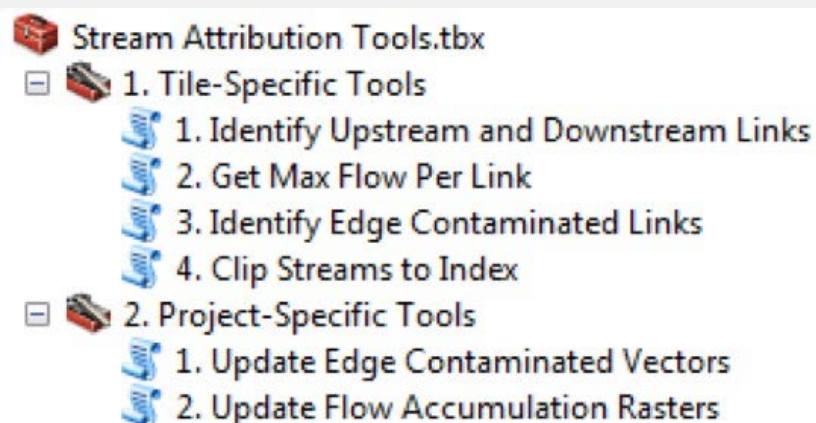 Stream Attribution Tools.tbx
1. Tile-Specific Tools
1. Identify Upstream and Downstream Links
2. Get Max Flow Per Link
3. Identify Edge Contaminated Links
4. Clip Streams to Index
2. Project-Specific Tools
1. Update Edge Contaminated Vectors
2. Update Flow Accumulation Rasters